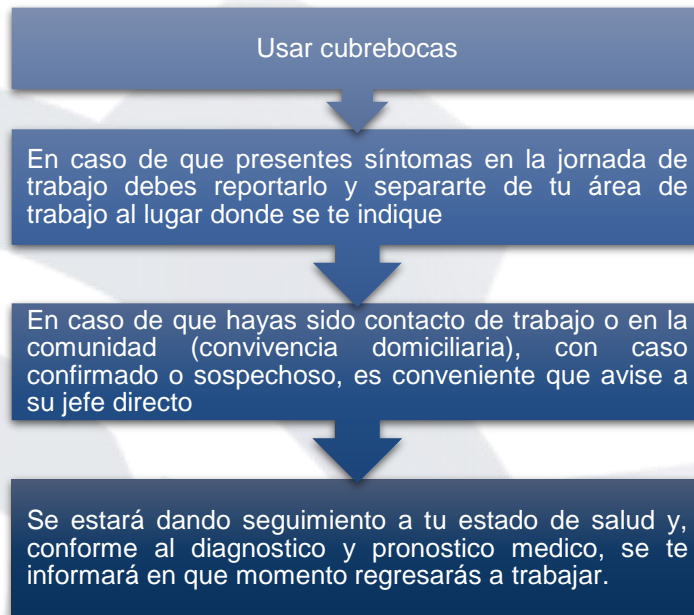 Usar cubrebocas
En caso de que presentes síntomas en la jornada de
trabajo debes reportarlo y separarte de tu área de
trabajo al lugar donde se te indique
En caso de que hayas sido contacto de trabajo o en la
comunidad (convivencia domiciliaria), con caso
confirmado o sospechoso, es conveniente que avise a
su jefe directo
Se estará dando seguimiento a tu estado de salud y,
conforme al diagnostico y pronostico medico, se te
informará en que momento regresarás a trabajar.